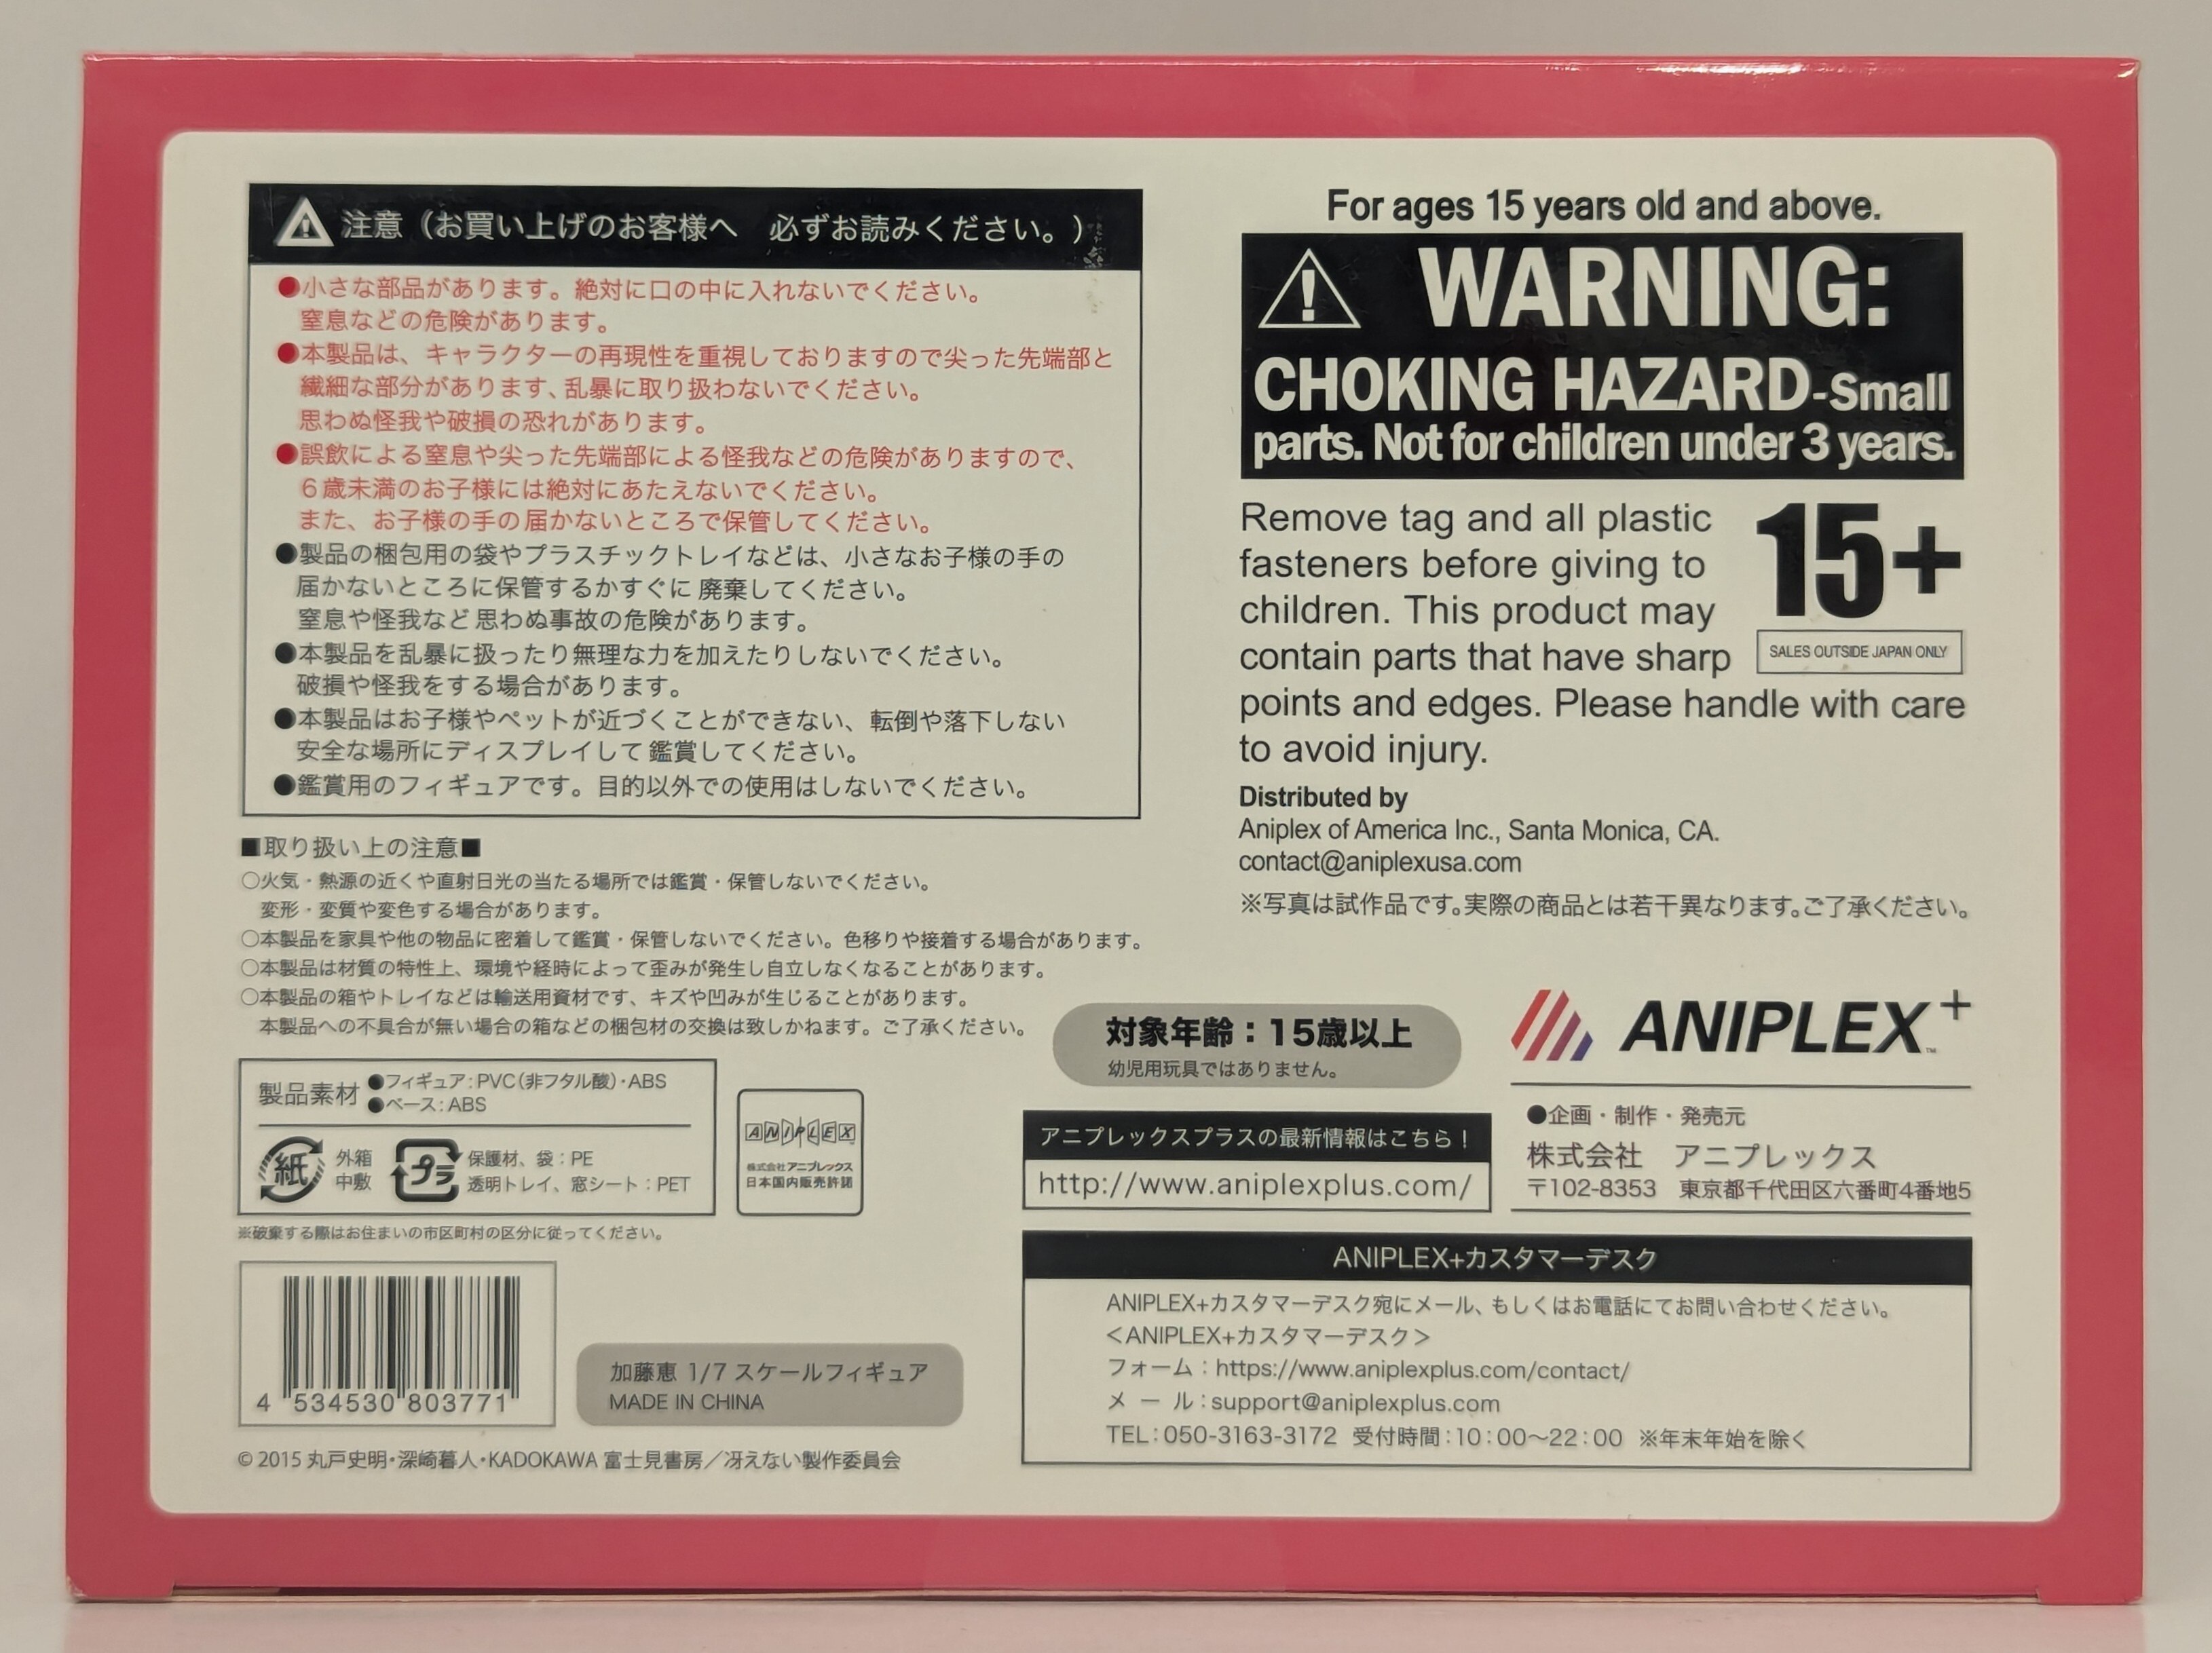 注意（お買い上げのお客様へ　必ずお読みください。）
●小さな部品があります。絶対に口の中に入れないでください。
窒息などの危険があります。
●本製品は、キャラクターの再現性を重視しておりますので尖った先端部と
繊細な部分があります、乱暴に取り扱わないでください。
思わぬ怪我や破損の恐れがあります。
●誤飲による窒息や尖った先端部による怪我などの危険がありますので、
６歳未満のお子様には絶対にあたえないでください。
また、お子様の手の届かないところで保管してください。
●製品の梱包用の袋やプラスチックトレイなどは、小さなお子様の手の
届かないところに保管するかすぐに廃棄してください。
窒息や怪我など思わぬ事故の危険があります。
●本製品を乱暴に扱ったり無理な力を加えたりしないでください。
破損や怪我をする場合があります。
●本製品はお子様やペットが近づくことができない、転倒や落下しない
安全な場所にディスプレイして鑑賞してください。
●鑑賞用のフィギュアです。目的以外での使用はしないでください。
■取り扱い上の注意■
○火気・熱源の近くや直射日光の当たる場所では鑑賞・保管しないでください。
変形・変質や変色する場合があります。
○本製品を家具や他の物品に密着して鑑賞・保管しないでください。色移りや接着する場合があります。
○本製品は材質の特性上、環境や経時によって歪みが発生し自立しなくなることがあります。
○本製品の箱やトレイなどは輸送用資材です、キズや凹みが生じることがあります。
本製品への不具合が無い場合の箱などの梱包材の交換は致しかねます。ご了承ください。
製品素材
●フィギュア：PVC（非フタル酸）・ABS
●ベース：ABS
紙
外箱
中敷
プラ
保護材、袋：PE
透明トレイ、窓シート：PET
ANIPLEX
株式会社アニプレックス
日本国内販売許諾
※破棄する際はお住まいの市区町村の区分に従ってください。
4 534530 803771
加藤恵 1/7 スケールフィギュア
MADE IN CHINA
© 2015 丸戸史明・深崎暮人・KADOKAWA 富士見書房／冴えない製作委員会
For ages 15 years old and above.
WARNING:
CHOKING HAZARD-Small
parts. Not for children under 3 years.
Remove tag and all plastic
fasteners before giving to
children. This product may
contain parts that have sharp
points and edges. Please handle with care
to avoid injury.
15+
SALES OUTSIDE JAPAN ONLY
Distributed by
Aniplex of America Inc., Santa Monica, CA.
contact@aniplexusa.com
※写真は試作品です。実際の商品とは若干異なります。ご了承ください。
対象年齢：15歳以上
幼児用玩具ではありません。
ANIPLEX+™
アニプレックスプラスの最新情報はこちら！
http://www.aniplexplus.com/
●企画・制作・発売元
株式会社　アニプレックス
〒102-8353　東京都千代田区六番町4番地5
ANIPLEX+カスタマーデスク
ANIPLEX+カスタマーデスク宛にメール、もしくはお電話にてお問い合わせください。
＜ANIPLEX+カスタマーデスク＞
フォーム：https://www.aniplexplus.com/contact/
メ ー ル：support@aniplexplus.com
TEL：050-3163-3172 受付時間：10：00～22：00 ※年末年始を除く